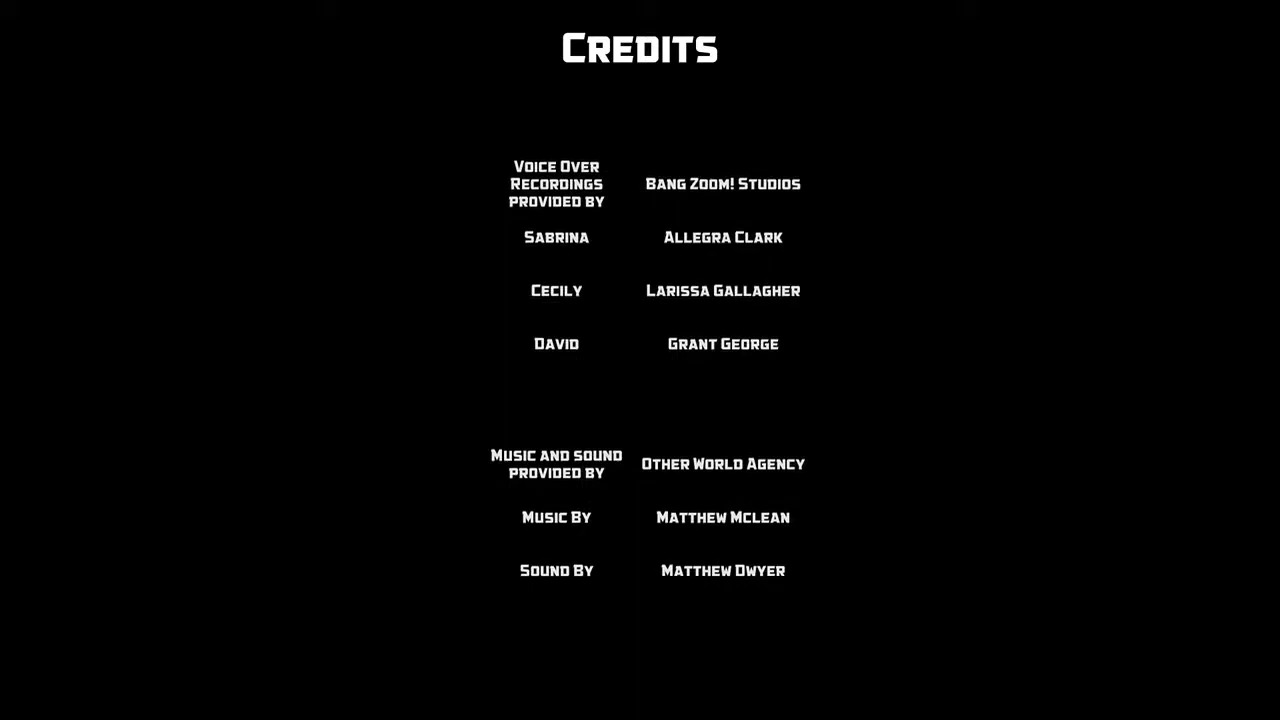 Credits
Voice Over
Recordings
provided by
Bang Zoom! Studios
Sabrina
Allegra Clark
Cecily
Larissa Gallagher
David
Grant George
Music and sound
provided by
Other World Agency
Music By
Matthew Mclean
Sound By
Matthew Dwyer